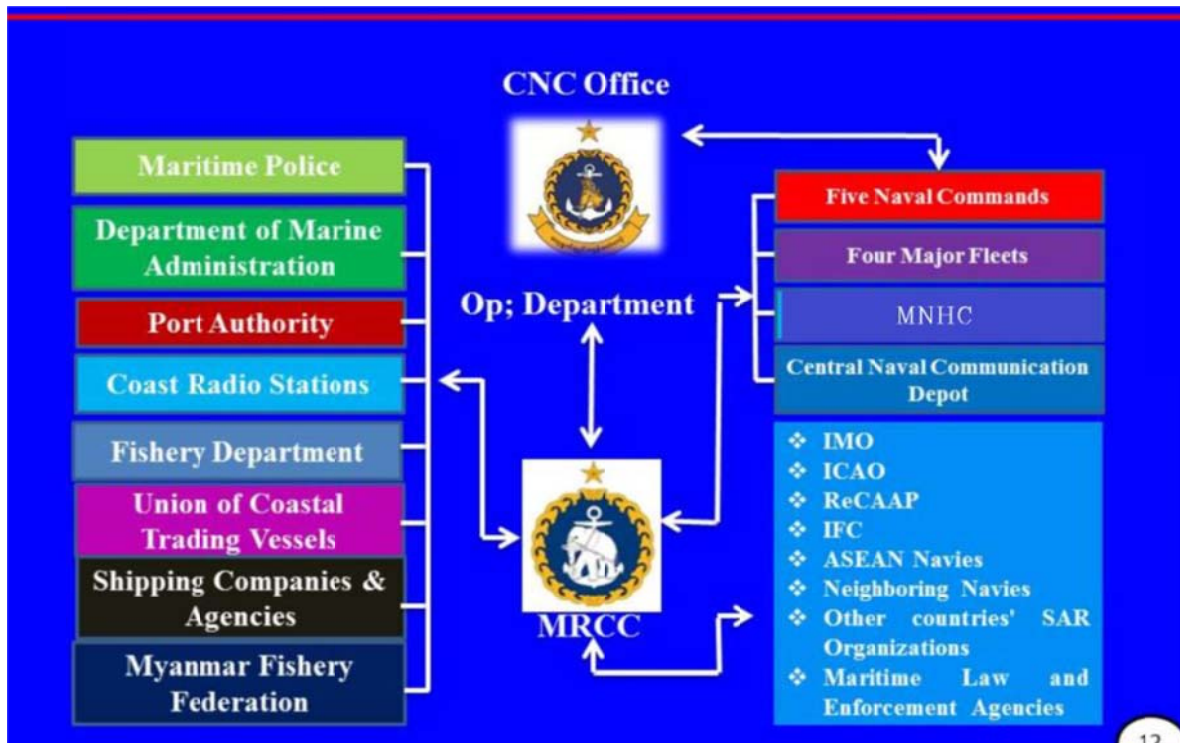 CNC Office
Maritime Police
Department of Marine
Administration
Port Authority
Coast Radio Stations
Fishery Department
Union of Coastal
Trading Vessels
Shipping Companies &
Agencies
Myanmar Fishery
Federation
Op; Department
MRCC
Five Naval Commands
Four Major Fleets
MNHC
Central Naval Communication
Depot
❖ IMO
❖ ICAO
❖ ReCAAP
❖ IFC
❖ ASEAN Navies
❖ Neighboring Navies
❖ Other countries' SAR
Organizations
❖ Maritime Law and
Enforcement Agencies